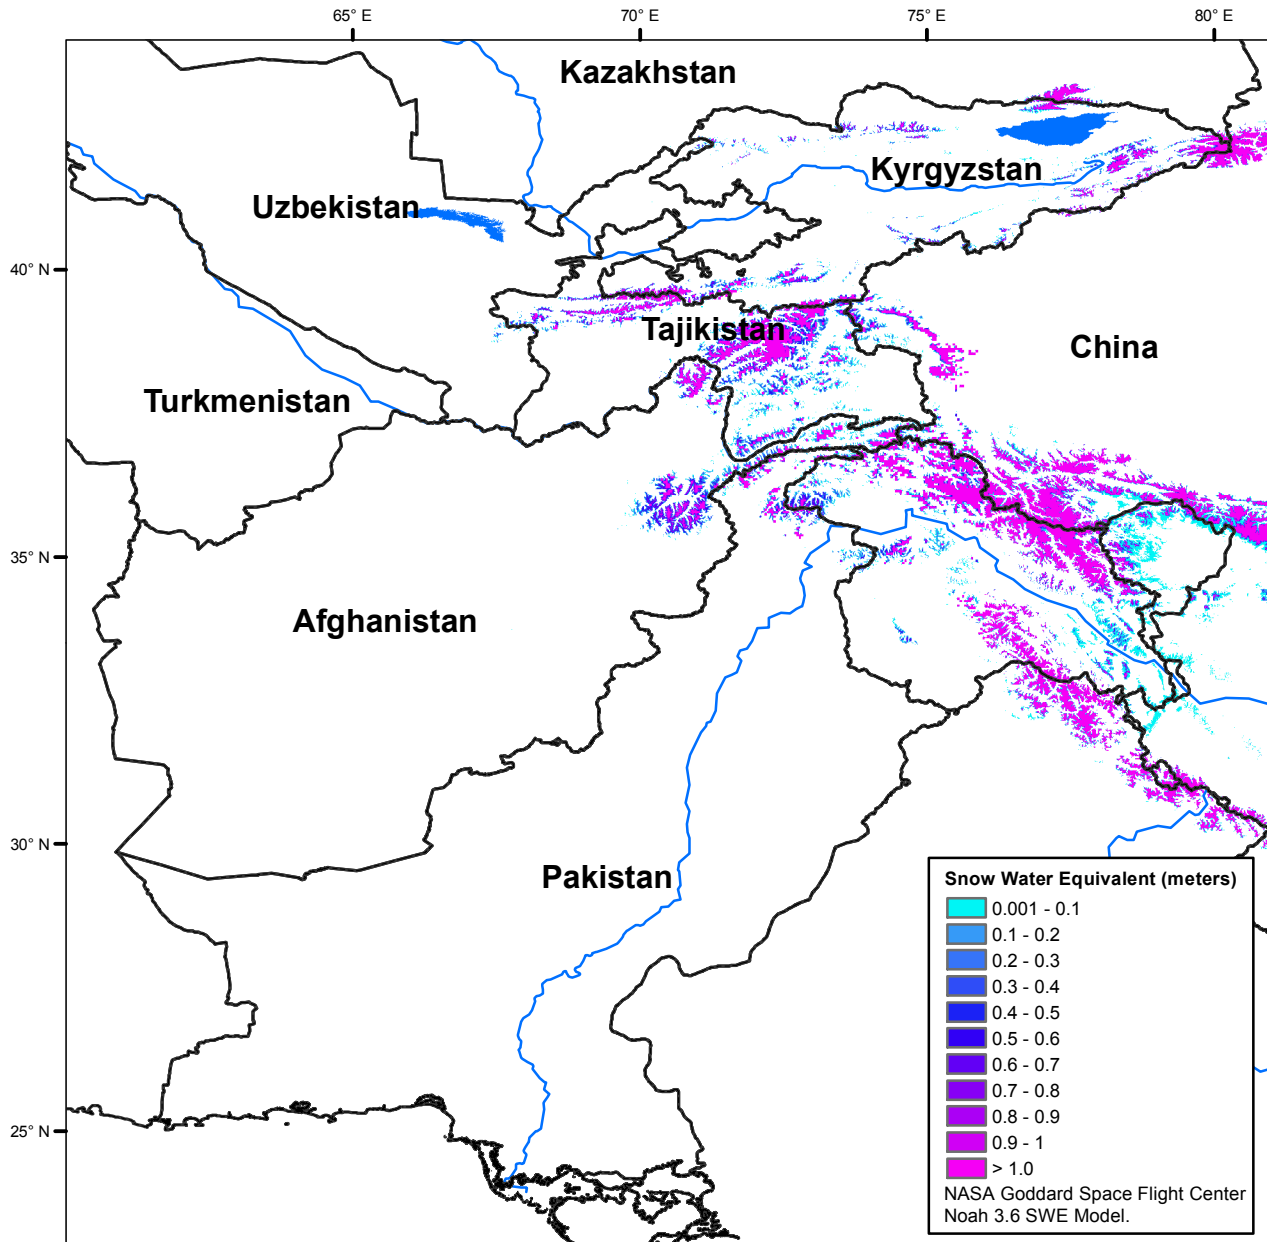 65° E
70° E
75° E
80° E
Kazakhstan
Kyrgyzstan
Uzbekistan
40° N
Tajikistan
China
Turkmenistan
35° N
Afghanistan
30° N
Pakistan
25° N
Snow Water Equivalent (meters)
0.001 - 0.1
0.1 - 0.2
0.2 - 0.3
0.3 - 0.4
0.4 - 0.5
0.5 - 0.6
0.6 - 0.7
0.7 - 0.8
0.8 - 0.9
0.9 - 1
> 1.0
NASA Goddard Space Flight Center
Noah 3.6 SWE Model.